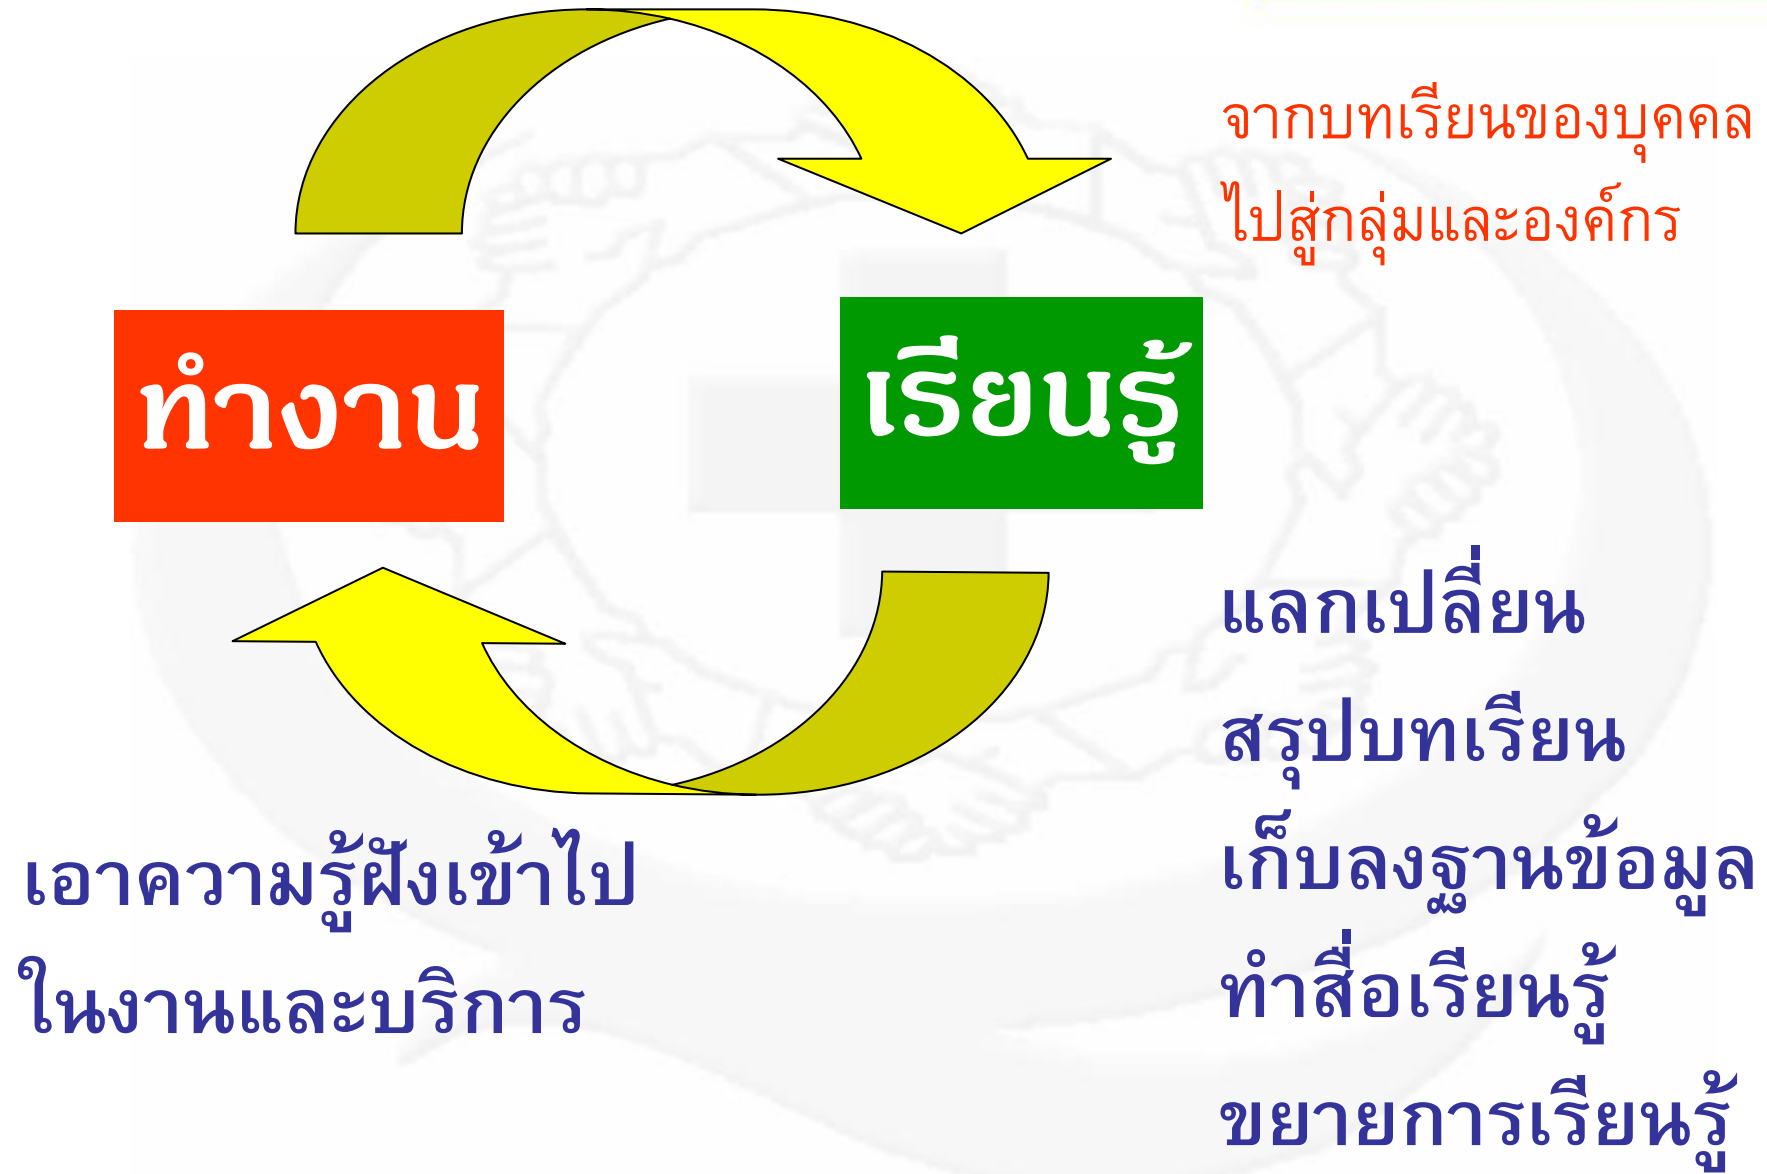 จากบทเรียนของบุคคล
ไปสู่กลุ่มและองค์กร
ทำงาน
เรียนรู้
แลกเปลี่ยน
สรุปบทเรียน
เก็บลงฐานข้อมูล
ทำสื่อเรียนรู้
ขยายการเรียนรู้
เอาความรู้ฝังเข้าไป
ในงานและบริการ